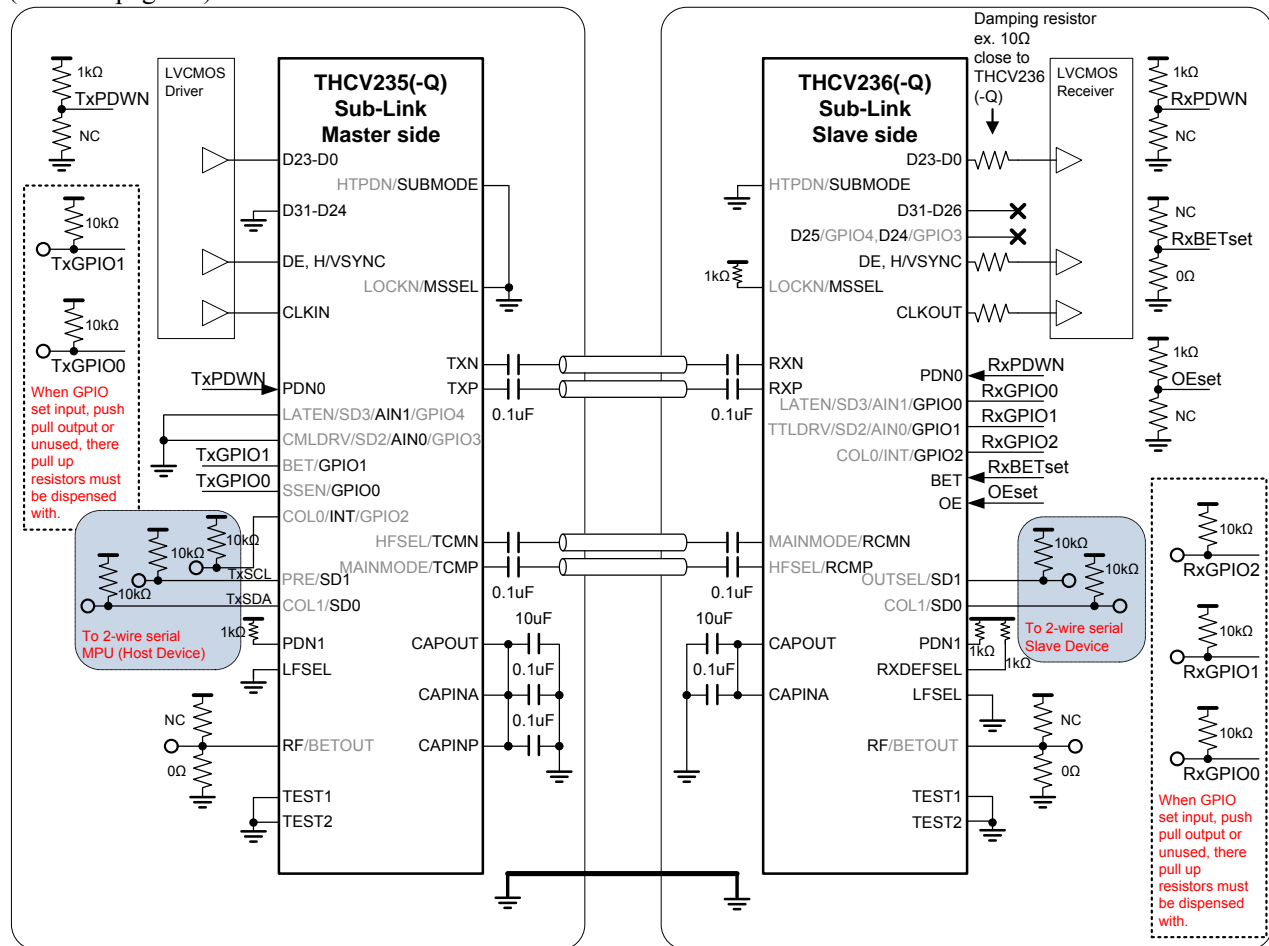 1kΩ
TxPDWN
NC
10kΩ
TxGPIO1
10kΩ
TxGPIO0
When GPIO
set input, push
pull output or
unused, there
pull up
resistors must
be dispensed
with.
LVCMOS
Driver
THCV235(-Q)
Sub-Link
Master side
D23-D0
HTPDN/SUBMODE
D31-D24
DE, H/VSYNC
LOCKN/MSSEL
CLKIN
TXN
TxPDWN
PDN0
TXP
0.1uF
LATEN/SD3/AIN1/GPIO4
CMLDRV/SD2/AIN0/GPIO3
TxGPIO1
BET/GPIO1
TxGPIO0
SSEN/GPIO0
COL0/INT/GPIO2
10kΩ
10kΩ
10kΩ
HFSEL/TCMN
MAINMODE/TCMP
0.1uF
TxSCL
PRE/SD1
TxSDA
COL1/SD0
To 2-wire serial
MPU (Host Device)
1kΩ
PDN1
CAPOUT
10uF
LFSEL
0.1uF
CAPINA
0.1uF
NC
RF/BETOUT
CAPINP
0Ω
TEST1
TEST2
Damping resistor
ex. 10Ω
close to
THCV236
(-Q)
THCV236(-Q)
Sub-Link
Slave side
LVCMOS
Receiver
D23-D0
HTPDN/SUBMODE
D31-D26
D25/GPIO4,D24/GPIO3
DE, H/VSYNC
1kΩ
LOCKN/MSSEL
CLKOUT
RXN
RXP
0.1uF
PDN0
RxPDWN
LATEN/SD3/AIN1/GPIO0
RxGPIO0
TTLDRV/SD2/AIN0/GPIO1
RxGPIO1
COL0/INT/GPIO2
RxGPIO2
BET
RxBETset
OE
OEset
MAINMODE/RCMN
HFSEL/RCMP
0.1uF
OUTSEL/SD1
COL1/SD0
10kΩ
10kΩ
To 2-wire serial
Slave Device
10uF
CAPOUT
PDN1
1kΩ
0.1uF
RXDEFSEL
1kΩ
CAPINA
LFSEL
NC
RF/BETOUT
0Ω
TEST1
TEST2
1kΩ
RxPDWN
NC
NC
RxBETset
0Ω
1kΩ
OEset
NC
10kΩ
RxGPIO2
10kΩ
RxGPIO1
10kΩ
RxGPIO0
When GPIO
set input, push
pull output or
unused, there
pull up
resistors must
be dispensed
with.